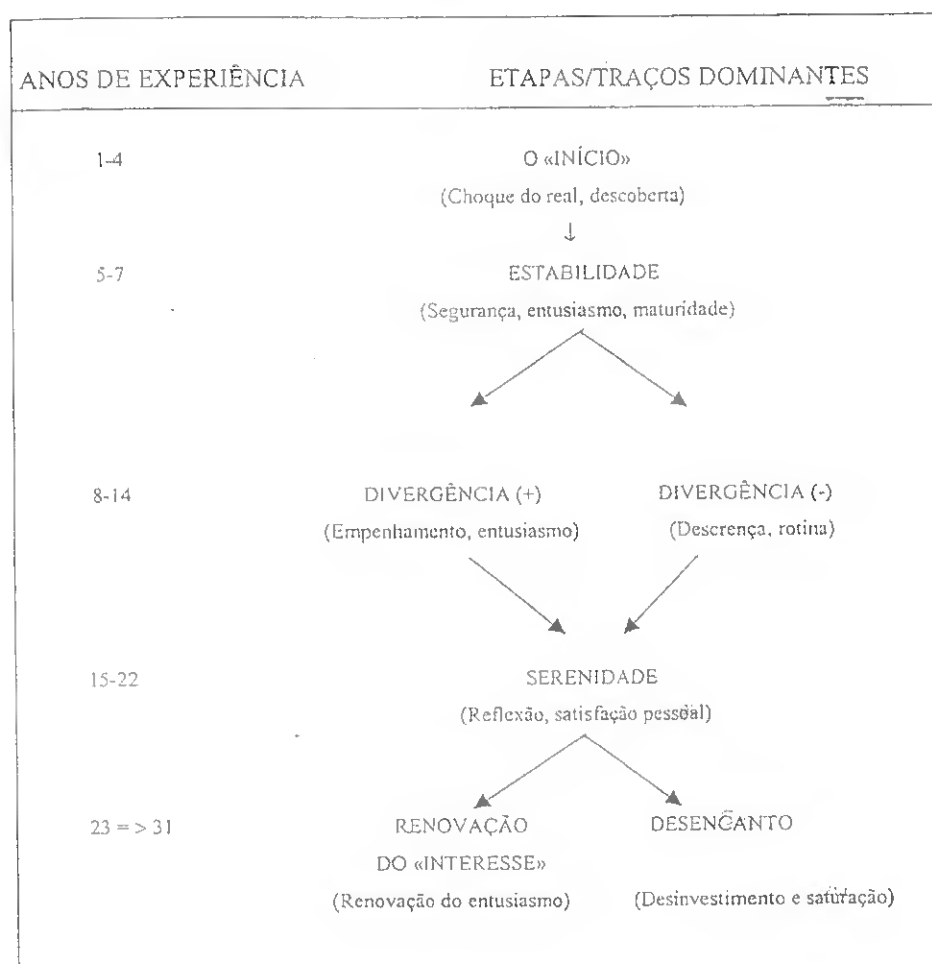 ANOS DE EXPERIÊNCIA ETAPAS/TRAÇOS DOMINANTES
1-4 O «INÍCIO»
(Choque do real, descoberta)
↓
5-7 ESTABILIDADE
(Segurança, entusiasmo, maturidade)
8-14 DIVERGÊNCIA (+) DIVERGÊNCIA (-)
(Empenhamento, entusiasmo) (Descrença, rotina)
15-22 SERENIDADE
(Reflexão, satisfação pessoal)
23 = > 31 RENOVAÇÃO DESENCANTO
DO «INTERESSE»
(Renovação do entusiasmo) (Desinvestimento e saturação)